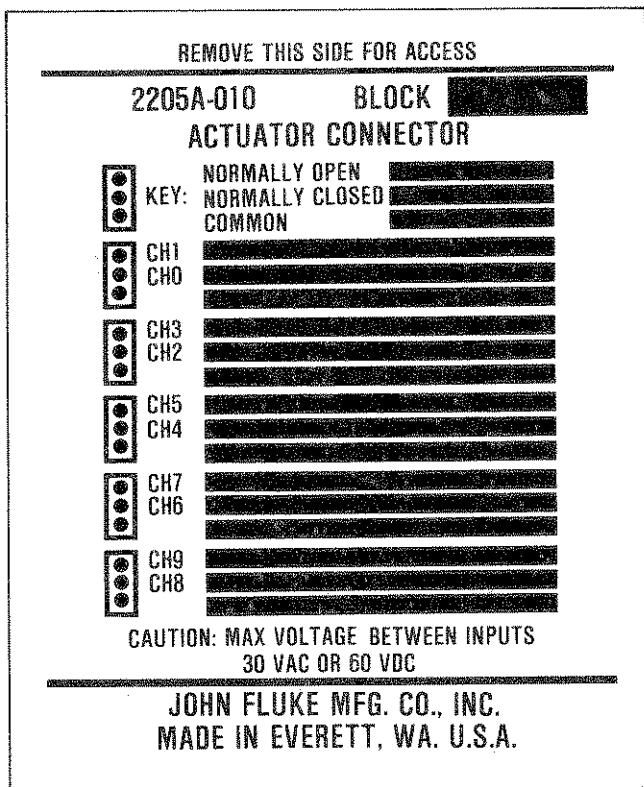 REMOVE THIS SIDE FOR ACCESS
2205A-010 BLOCK
ACTUATOR CONNECTOR
NORMALLY OPEN
KEY: NORMALLY CLOSED
COMMON
CH1
CH0
CH3
CH2
CH5
CH4
CH7
CH6
CH9
CH8
CAUTION: MAX VOLTAGE BETWEEN INPUTS
30 VAC OR 60 VDC
JOHN FLUKE MFG. CO., INC.
MADE IN EVERETT, WA. U.S.A.